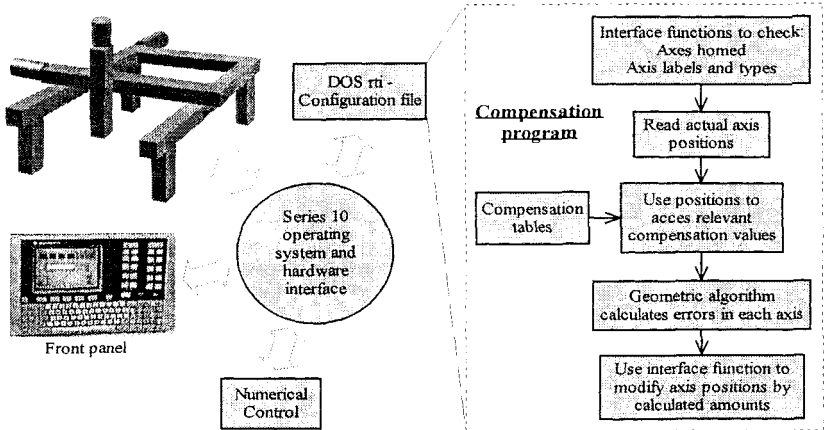 DOS rti -
Configuration file
Series 10
operating
system and
hardware
interface
Front panel
Numerical
Control
Compensation
program
Interface functions to check:
Axes homed
Axis labels and types
Read actual axis
positions
Compensation
tables
Use positions to
acces relevant
compensation values
Geometric algorithm
calculates errors in each axis
Use interface function to
modify axis positions by
calculated amounts